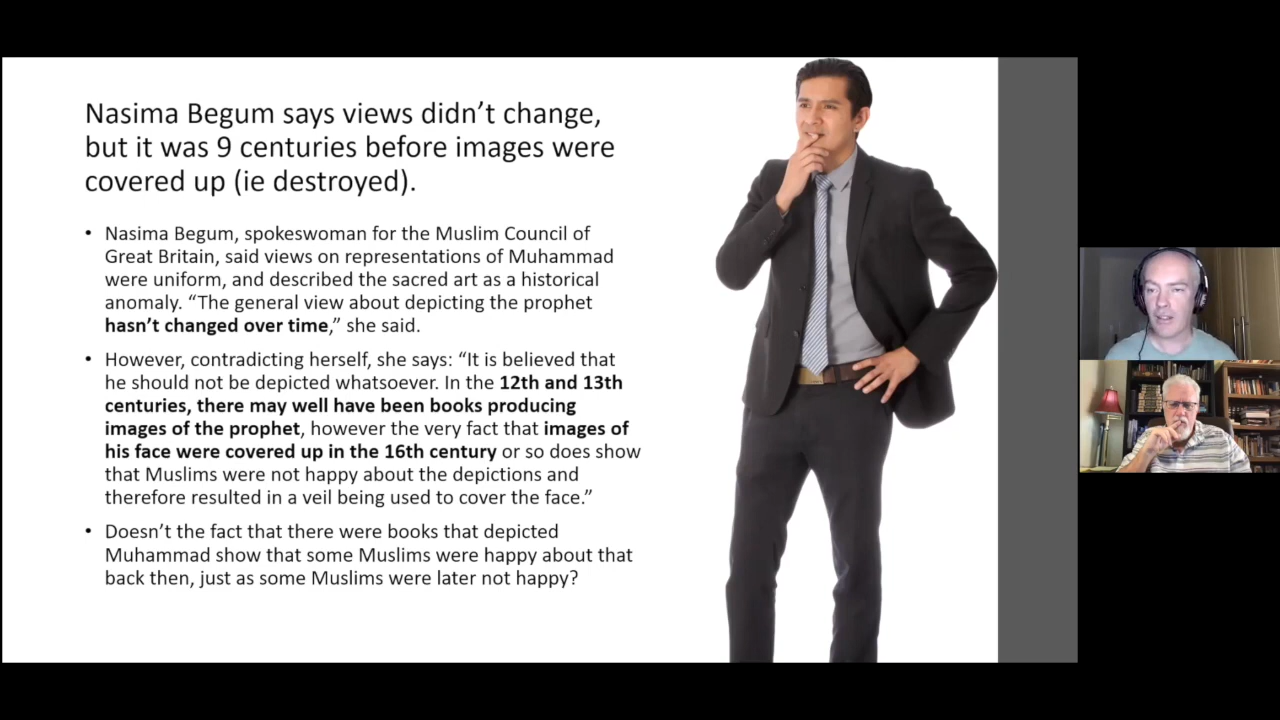 Nasima Begum says views didn’t change,
but it was 9 centuries before images were
covered up (ie destroyed).
• Nasima Begum, spokeswoman for the Muslim Council of
Great Britain, said views on representations of Muhammad
were uniform, and described the sacred art as a historical
anomaly. “The general view about depicting the prophet
hasn’t changed over time,” she said.
• However, contradicting herself, she says: “It is believed that
he should not be depicted whatsoever. In the 12th and 13th
centuries, there may well have been books producing
images of the prophet, however the very fact that images of
his face were covered up in the 16th century or so does show
that Muslims were not happy about the depictions and
therefore resulted in a veil being used to cover the face.”
• Doesn’t the fact that there were books that depicted
Muhammad show that some Muslims were happy about that
back then, just as some Muslims were later not happy?